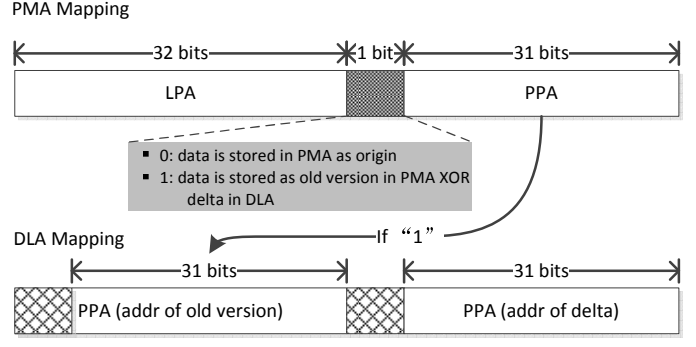 PMA Mapping
32 bits
1 bit
31 bits
LPA
PPA
▪ 0: data is stored in PMA as origin
▪ 1: data is stored as old version in PMA XOR
delta in DLA
If “1”
DLA Mapping
31 bits
31 bits
PPA (addr of old version)
PPA (addr of delta)